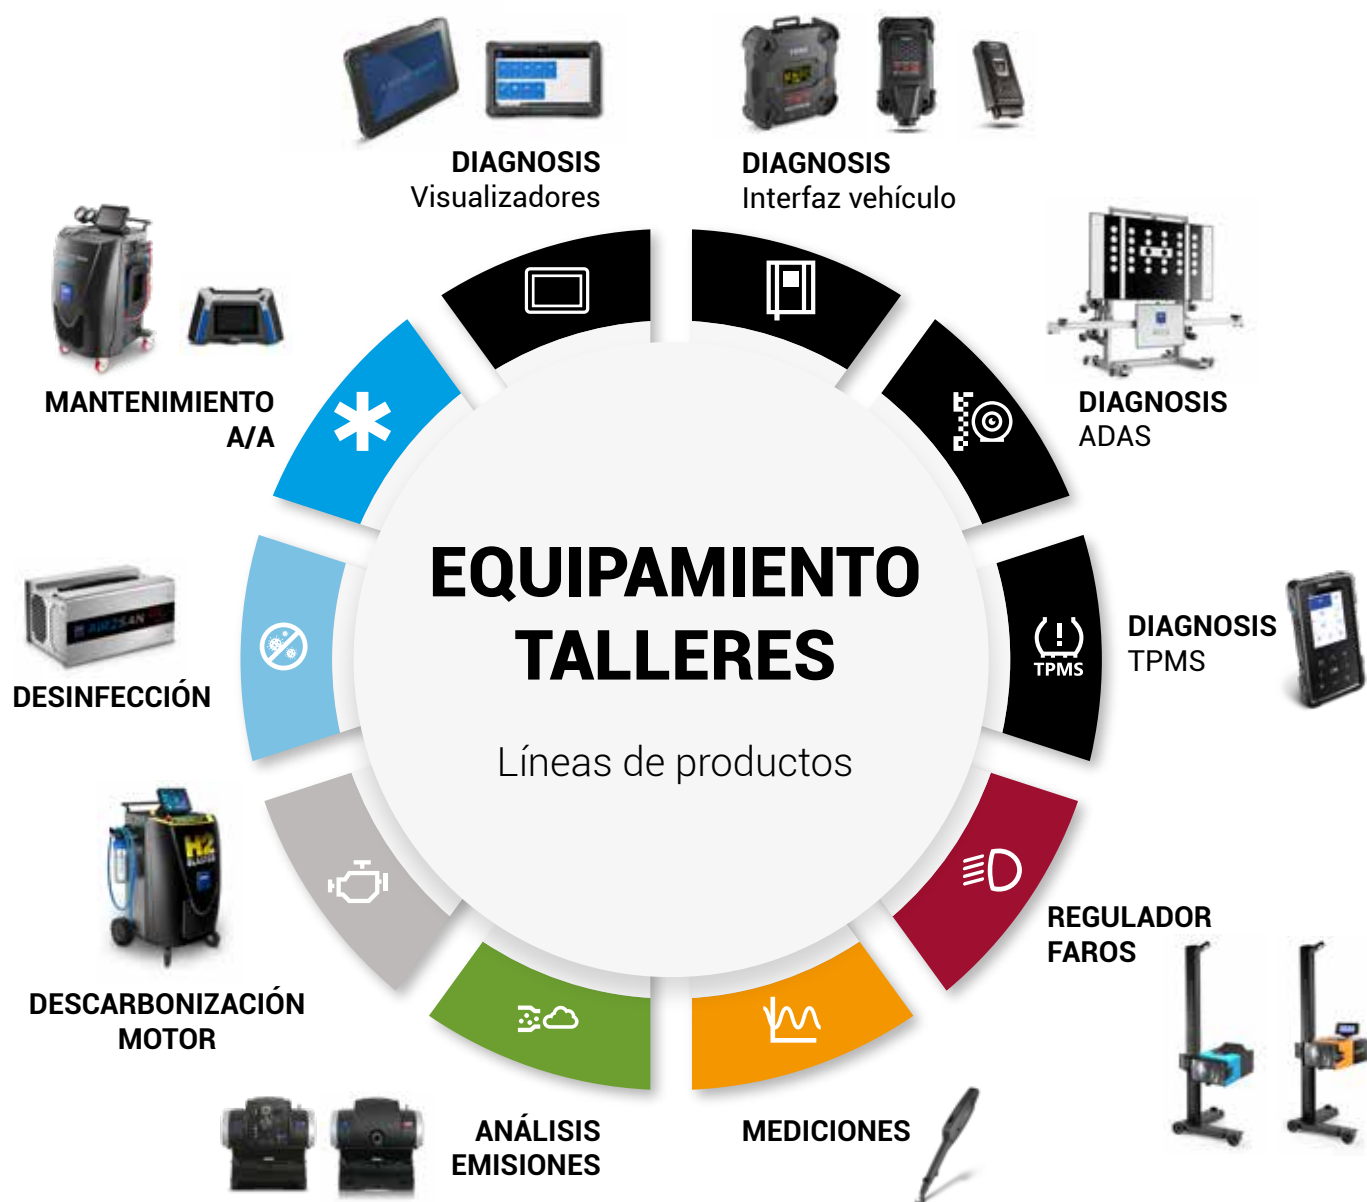 DIAGNOSIS
Visualizadores
DIAGNOSIS
Interfaz vehículo
MANTENIMIENTO
A/A
DIAGNOSIS
ADAS
EQUIPAMIENTO
TALLERES
Líneas de productos
DESINFECCIÓN
TPMS
DIAGNOSIS
TPMS
H2
BLASTER
DESCARBONIZACIÓN
MOTOR
REGULADOR
FAROS
ANÁLISIS
EMISIONES
MEDICIONES